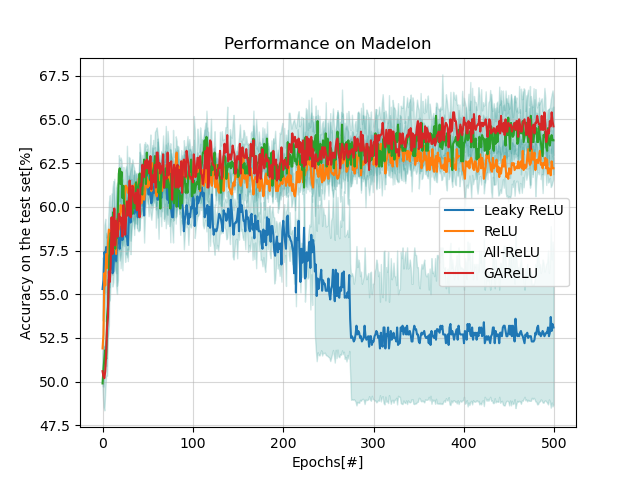 Performance on Madelon
Accuracy on the test set[%]
67.5
65.0
62.5
60.0
57.5
55.0
52.5
50.0
47.5
Leaky ReLU
ReLU
All-ReLU
GAReLU
0 100 200 300 400 500
Epochs[#]